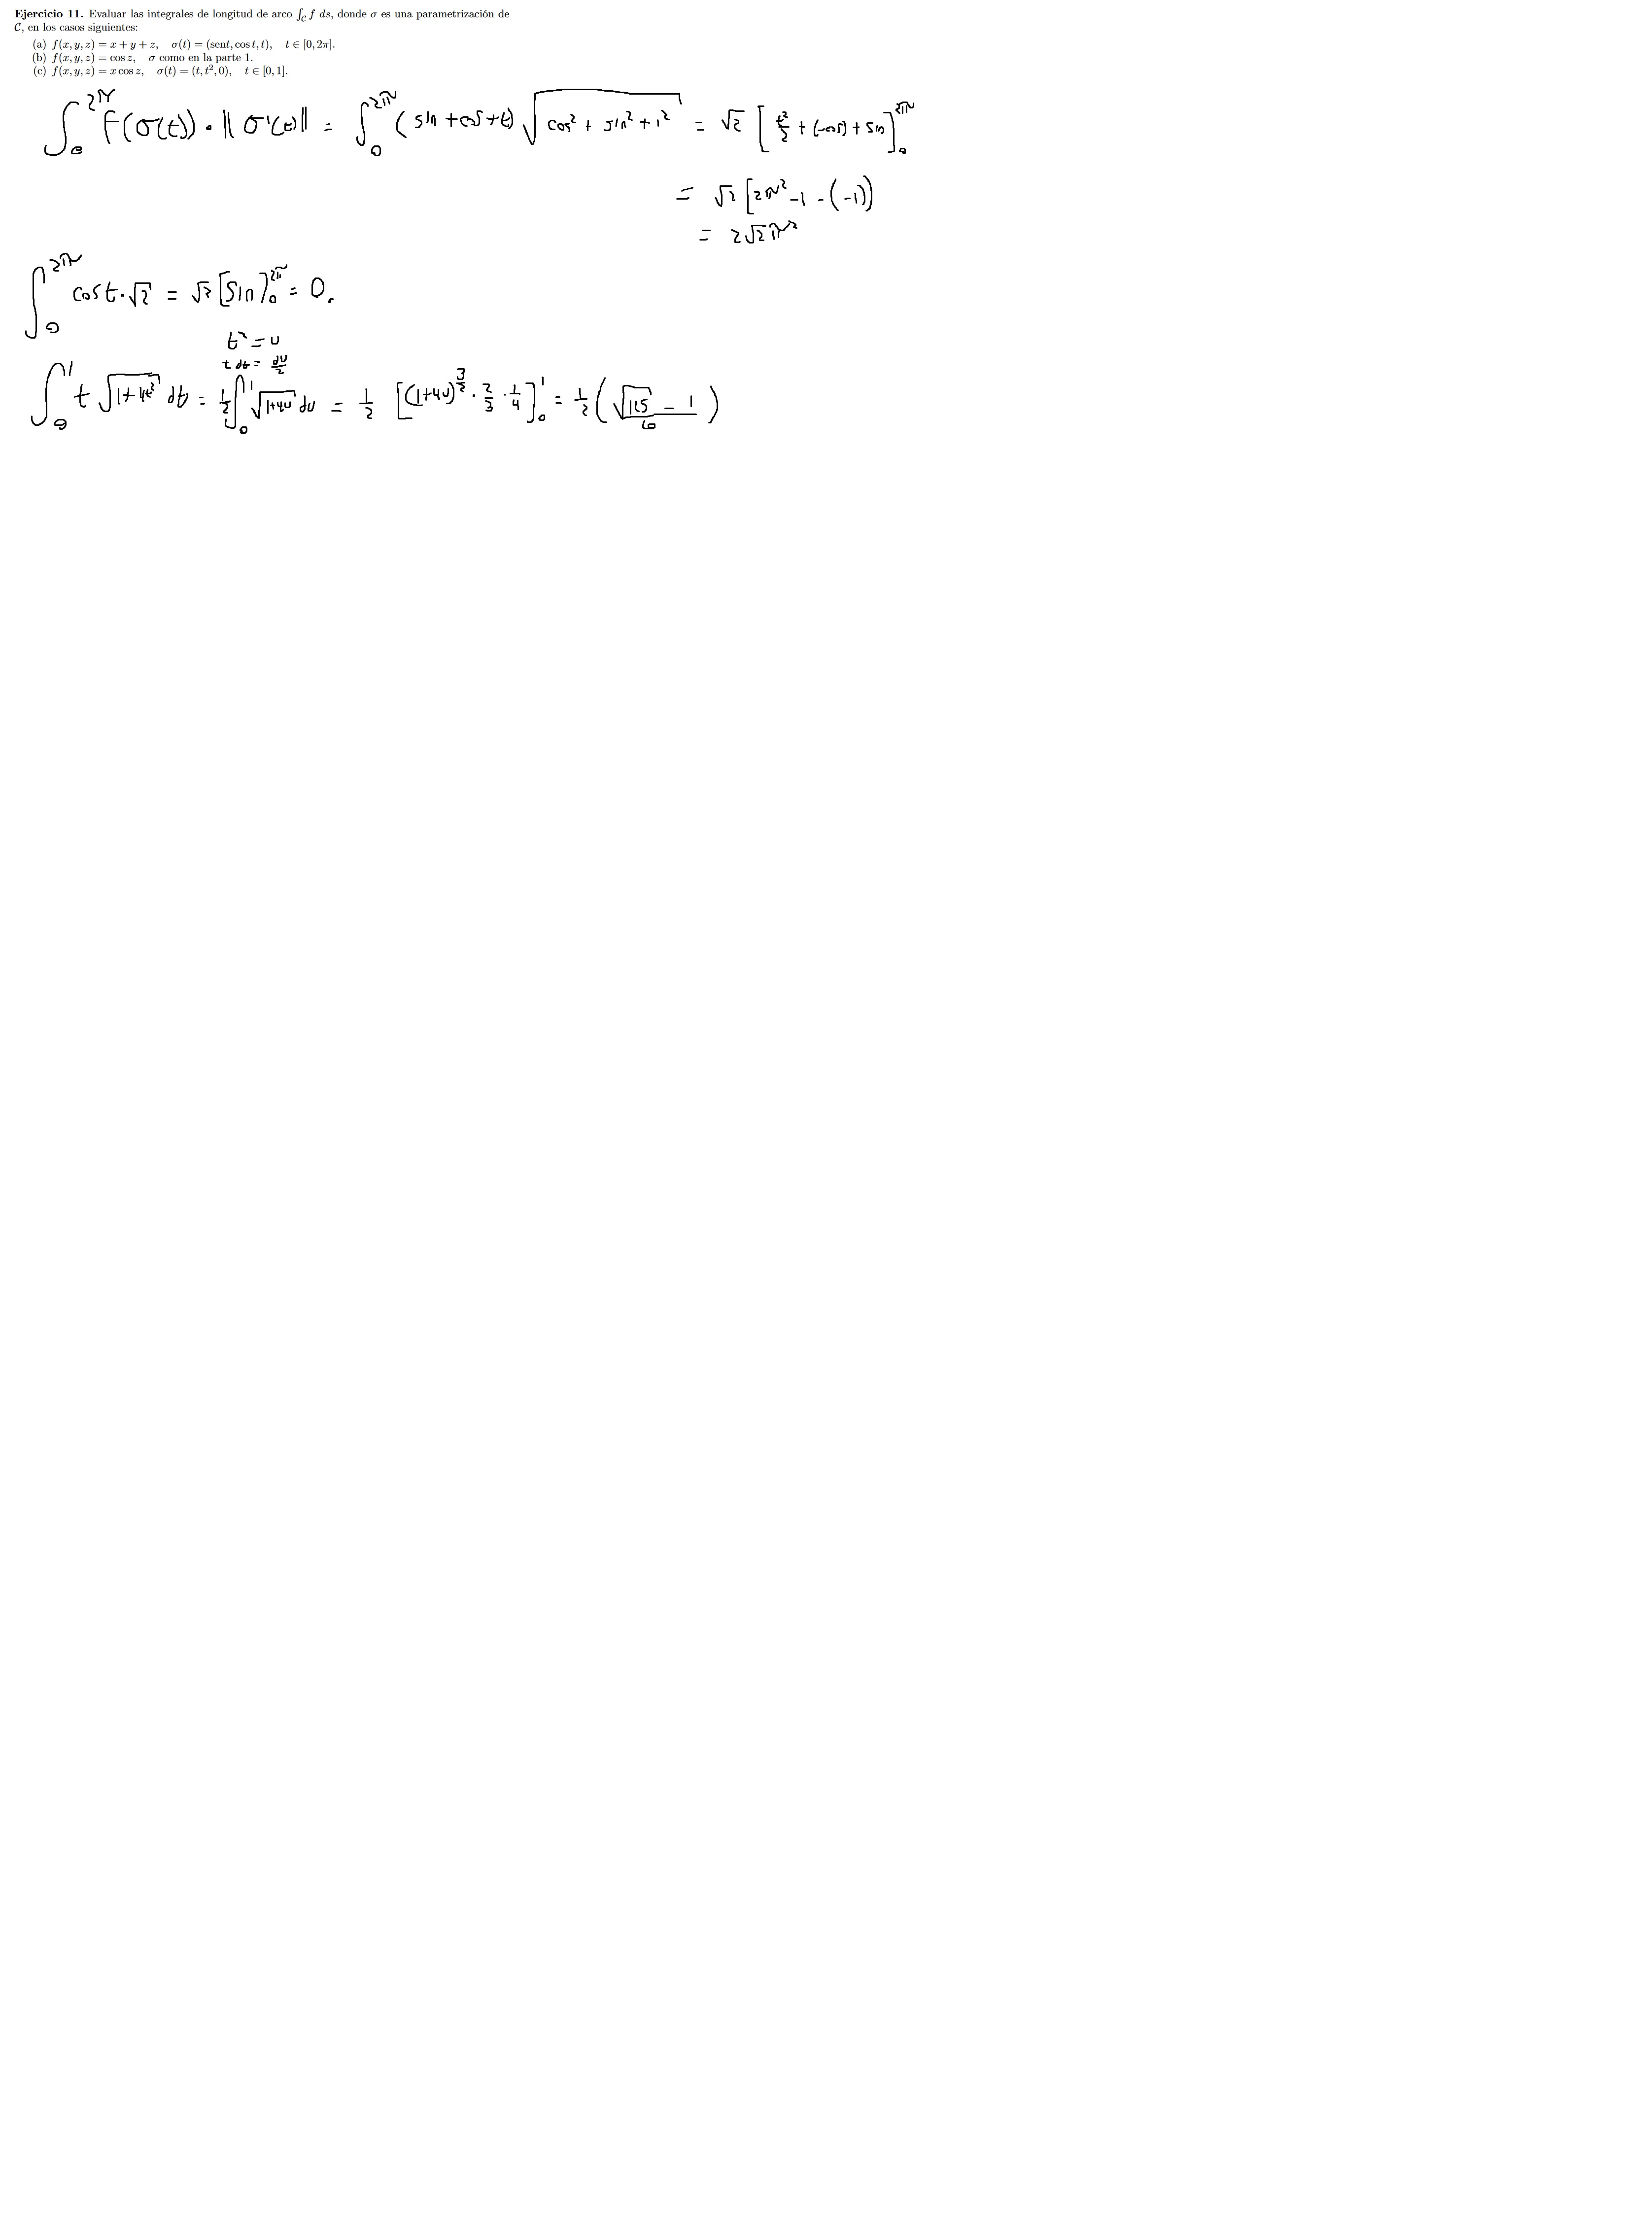 Ejercicio 11. Evaluar las integrales de longitud de arco ∫_C f ds, donde σ es una parametrización de
C, en los casos siguientes:
(a) f(x, y, z) = x + y + z, σ(t) = (sent, cos t, t), t ∈ [0, 2π].
(b) f(x, y, z) = cos z, σ como en la parte 1.
(c) f(x, y, z) = x cos z, σ(t) = (t, t², 0), t ∈ [0, 1].
∫_0^{2π} F(σ(t)) · ||σ'(t)|| = ∫_0^{2π} (sin + cos + t) √(cos² + sin² + 1²) = √2 [t²/2 + (-cos) + sin]_0^{2π}
= √2 [2π² - 1 - (-1))
= 2√2 π²
∫_0^{2π} cos t · √2 = √2 [sin]_0^{2π} = 0.
t² = u
t dt = du/2
∫_0^1 t √(1+4t²) dt = 1/2 ∫_0^1 √(1+4u) du = 1/2 [(1+4u)^{3/2} · 2/3 · 1/4]_0^1 = 1/2 ((√125 - 1)/6)